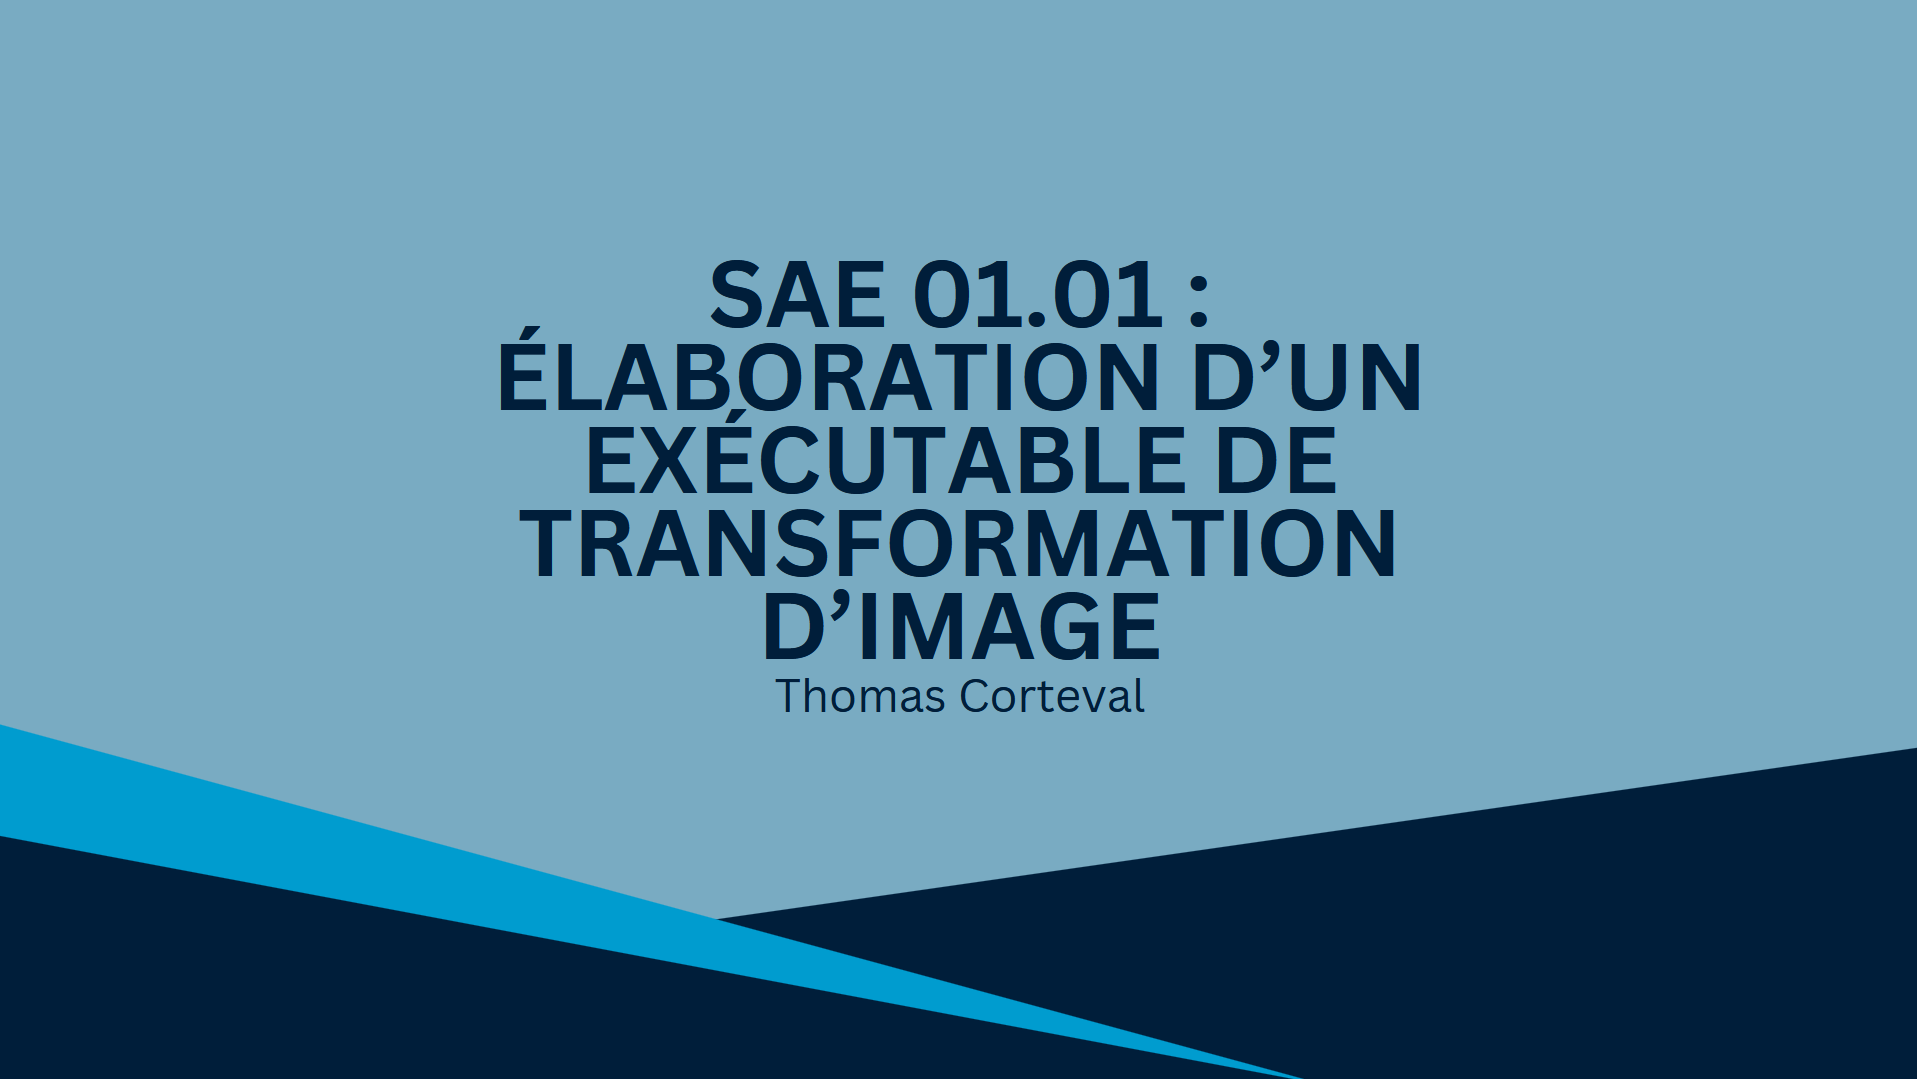 SAE 01.01 :
ÉLABORATION D’UN
EXÉCUTABLE DE
TRANSFORMATION
D’IMAGE
Thomas Corteval